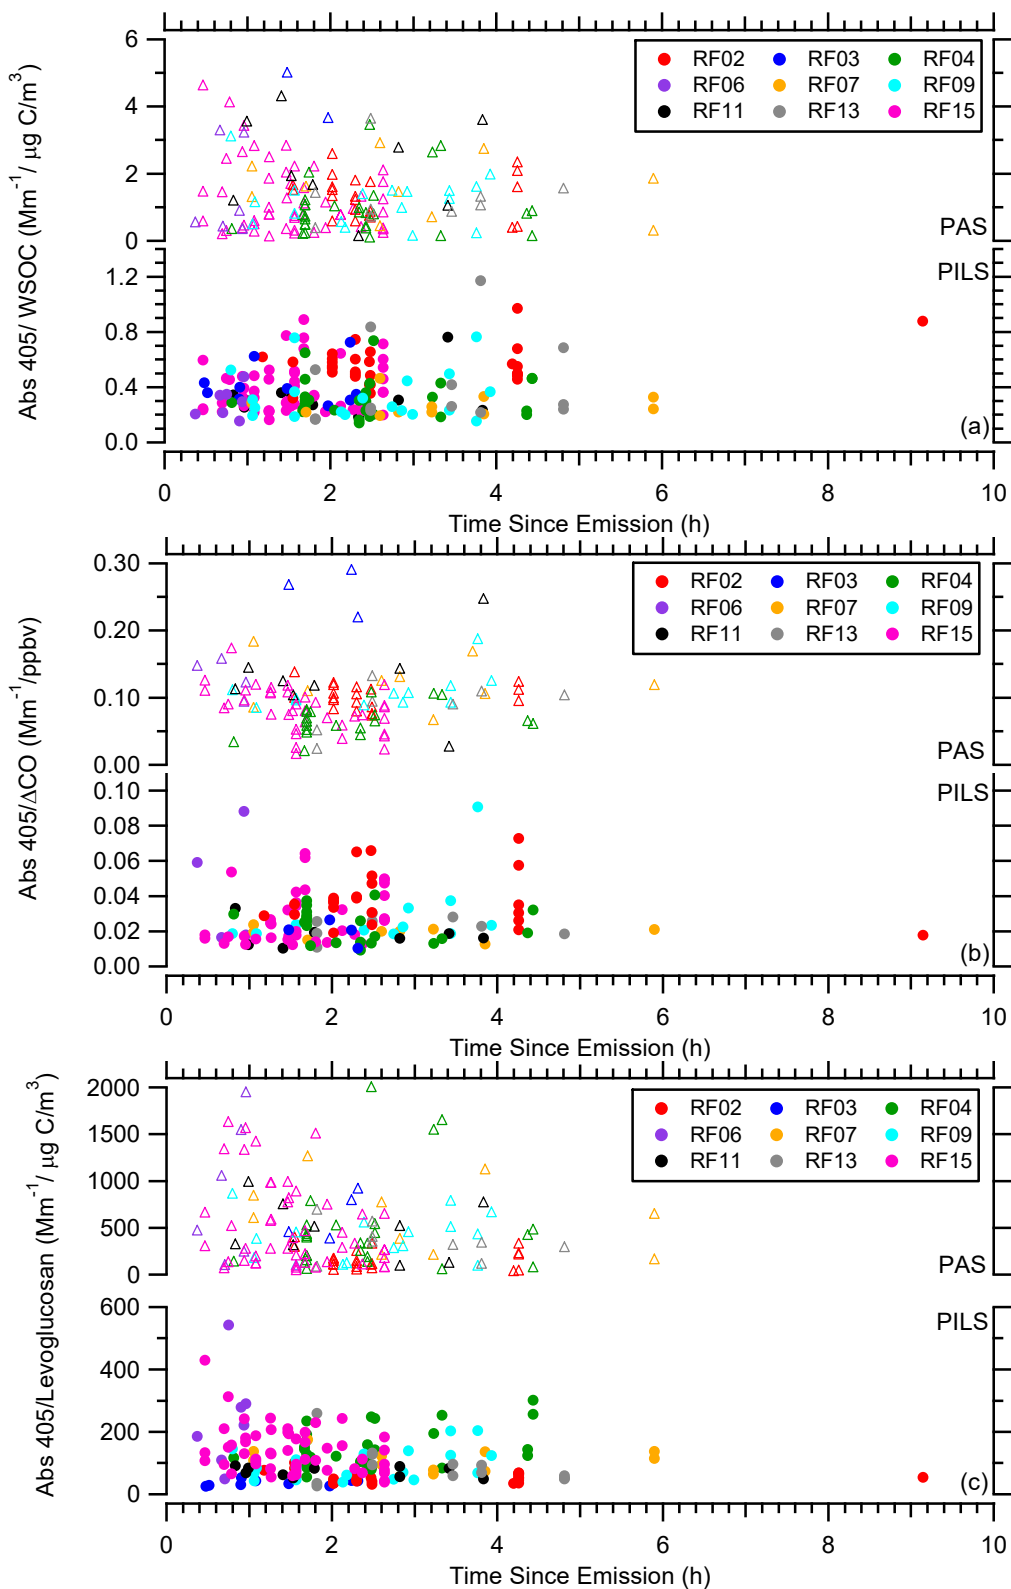 Abs 405/ WSOC (Mm⁻¹/ μg C/m³)
6
4
2
0
RF02 RF03 RF04
RF06 RF07 RF09
RF11 RF13 RF15
PAS
PILS
1.2
0.8
0.4
0.0
(a)
0 2 4 6 8 10
Time Since Emission (h)
Abs 405/ΔCO (Mm⁻¹/ppbv)
0.30
0.20
0.10
0.00
RF02 RF03 RF04
RF06 RF07 RF09
RF11 RF13 RF15
PAS
PILS
0.10
0.08
0.06
0.04
0.02
0.00
(b)
0 2 4 6 8 10
Time Since Emission (h)
Abs 405/Levoglucosan (Mm⁻¹/ μg C/m³)
2000
1500
1000
500
0
RF02 RF03 RF04
RF06 RF07 RF09
RF11 RF13 RF15
PAS
PILS
600
400
200
0
(c)
0 2 4 6 8 10
Time Since Emission (h)